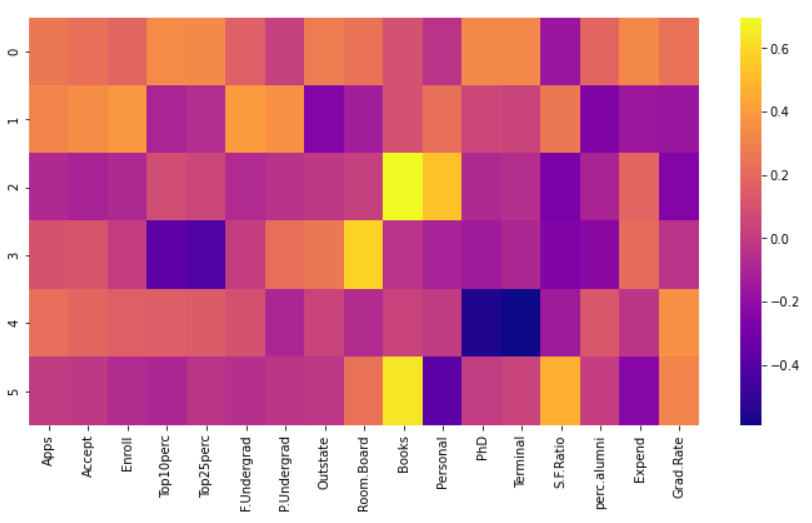 0
1
2
3
4
5
Apps
Accept
Enroll
Top10perc
Top25perc
F.Undergrad
P.Undergrad
Outstate
Room.Board
Books
Personal
PhD
Terminal
S.F.Ratio
perc.alumni
Expend
Grad.Rate
0.6
0.4
0.2
0.0
−0.2
−0.4